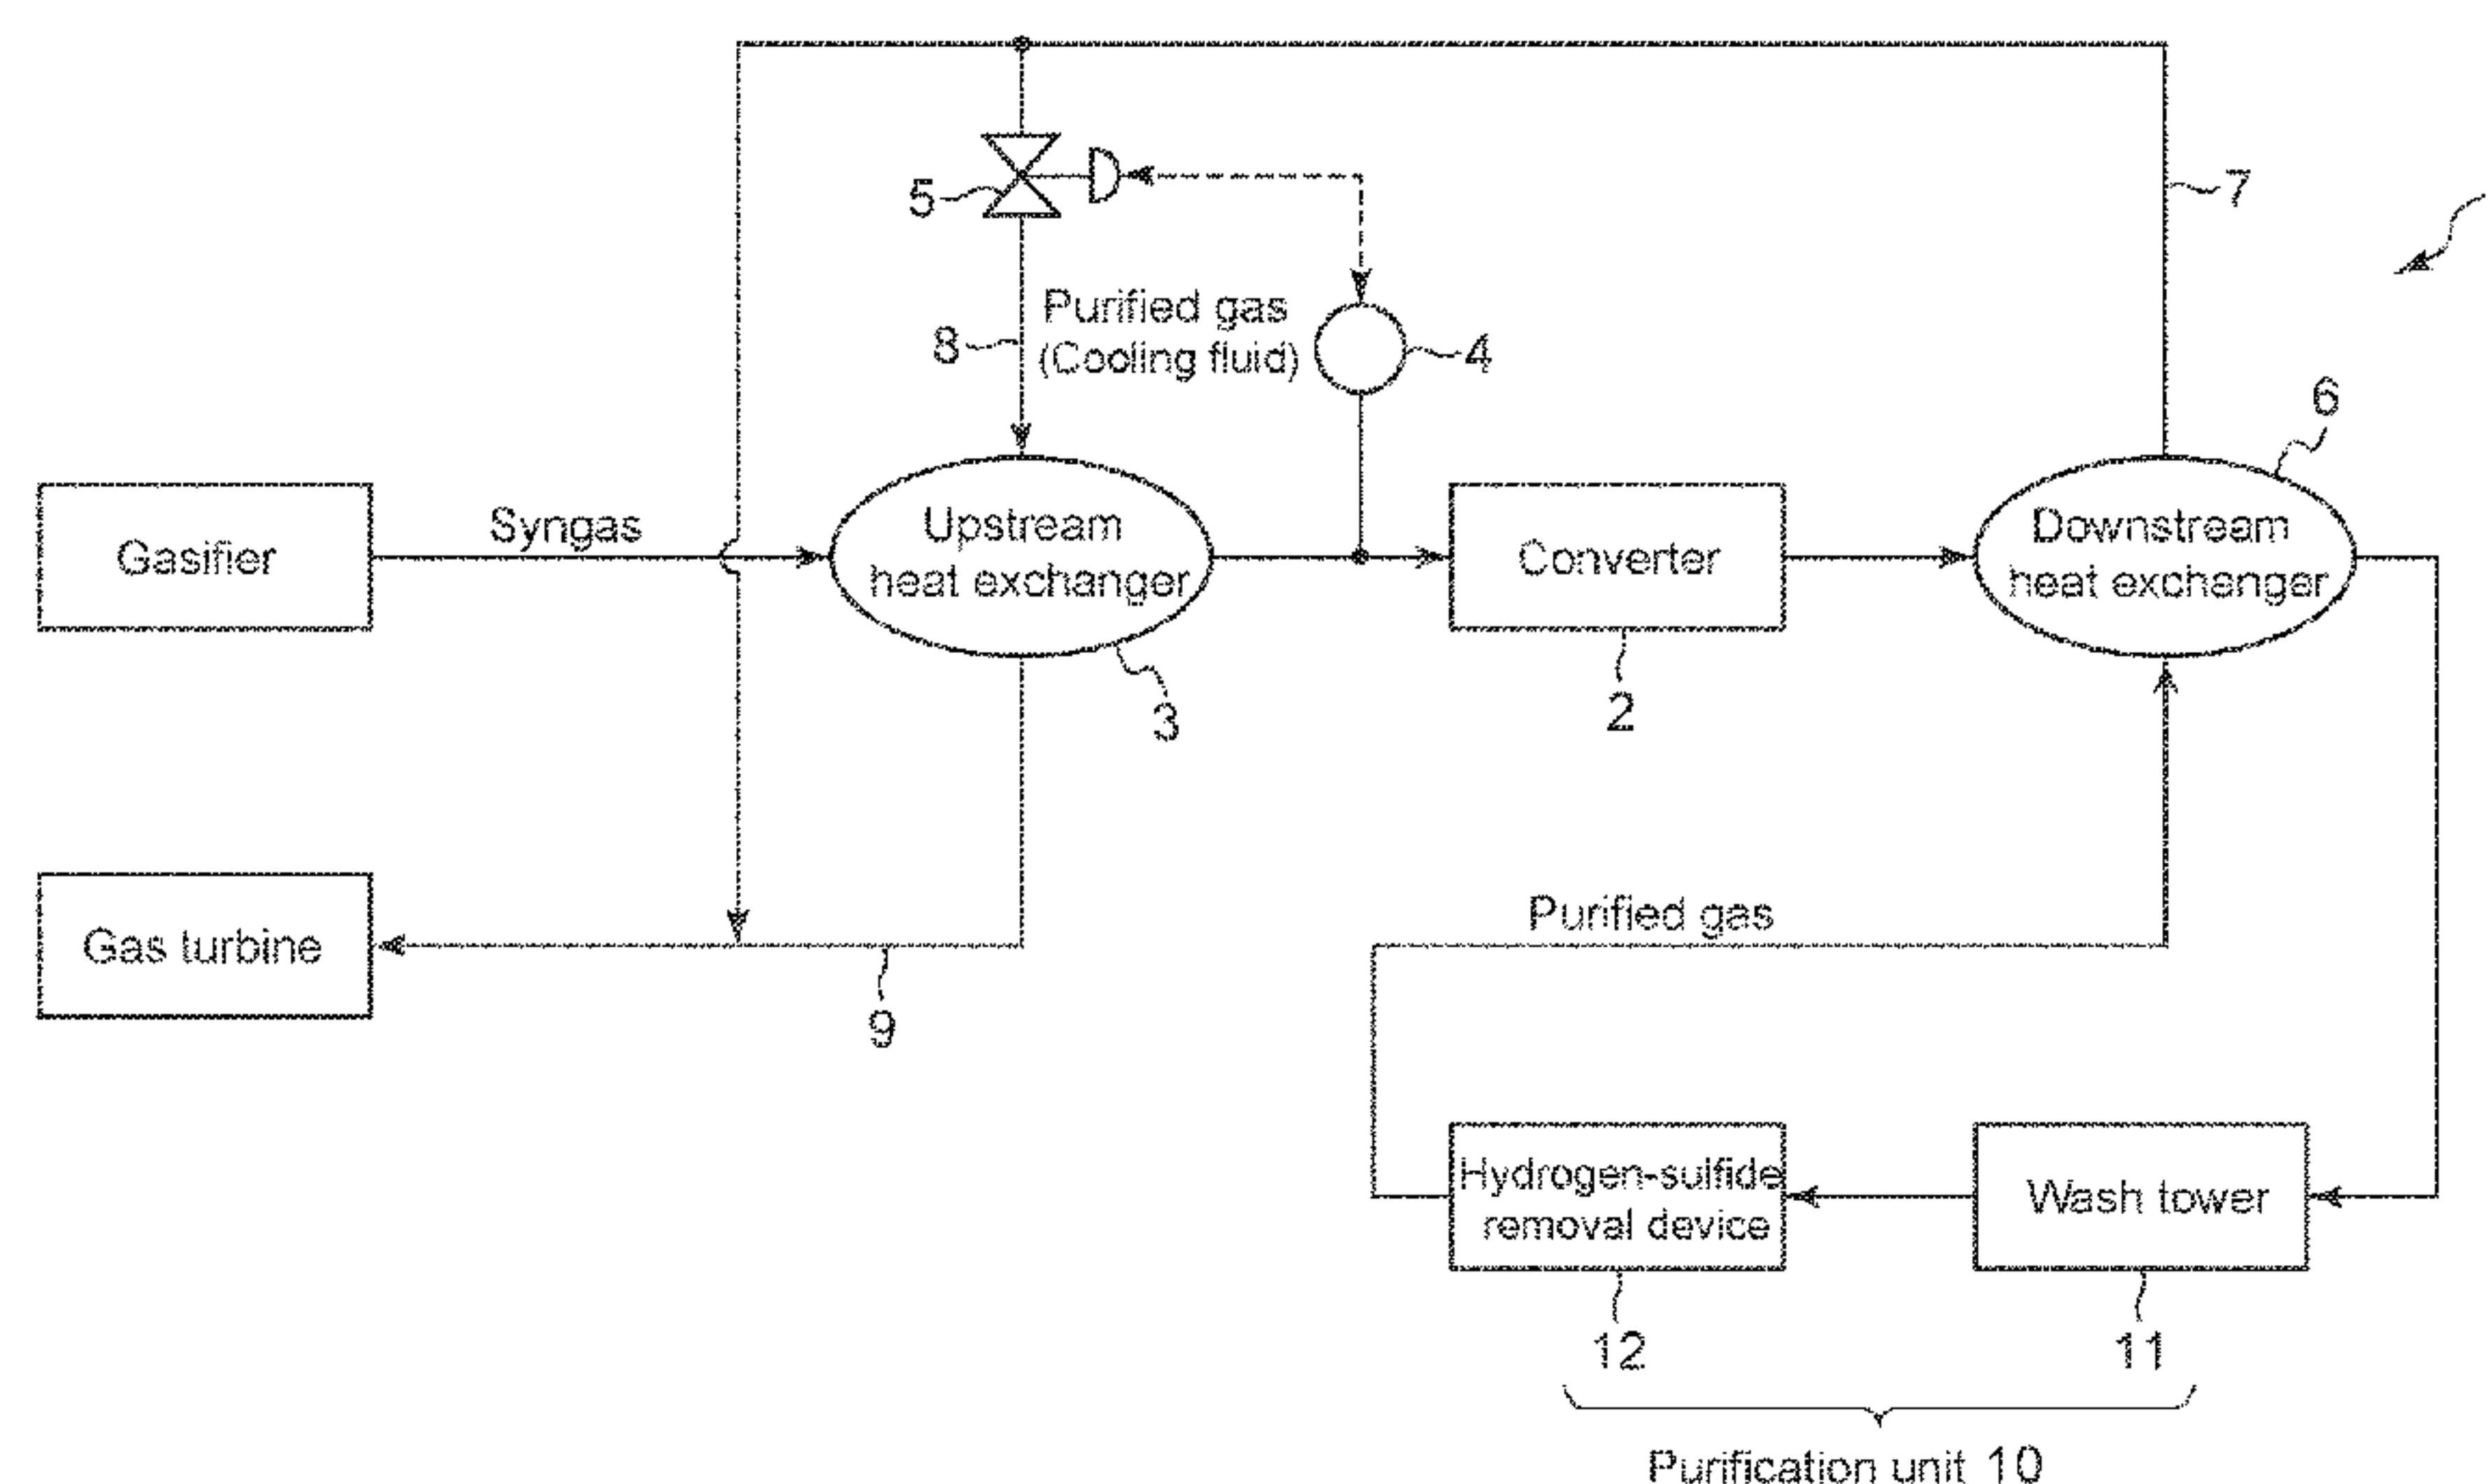 5
7
8
Purified gas
(Cooling fluid)
4
6
Gasifier
Syngas
Upstream
heat exchanger
Converter
Downstream
heat exchanger
3
2
Gas turbine
9
Purified gas
Hydrogen-sulfide
removal device
Wash tower
12
11
Purification unit 10